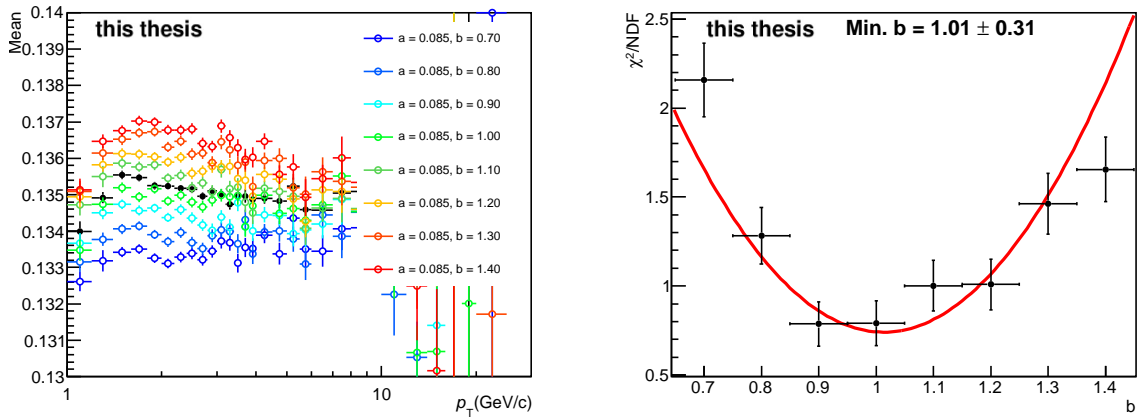 this thesis
Mean
0.14
0.139
0.138
0.137
0.136
0.135
0.134
0.133
0.132
0.131
0.13
a = 0.085, b = 0.70
a = 0.085, b = 0.80
a = 0.085, b = 0.90
a = 0.085, b = 1.00
a = 0.085, b = 1.10
a = 0.085, b = 1.20
a = 0.085, b = 1.30
a = 0.085, b = 1.40
1 10
p_T(GeV/c)
this thesis Min. b = 1.01 ± 0.31
χ²/NDF
2.5
2
1.5
1
0.5
0.7 0.8 0.9 1 1.1 1.2 1.3 1.4
b